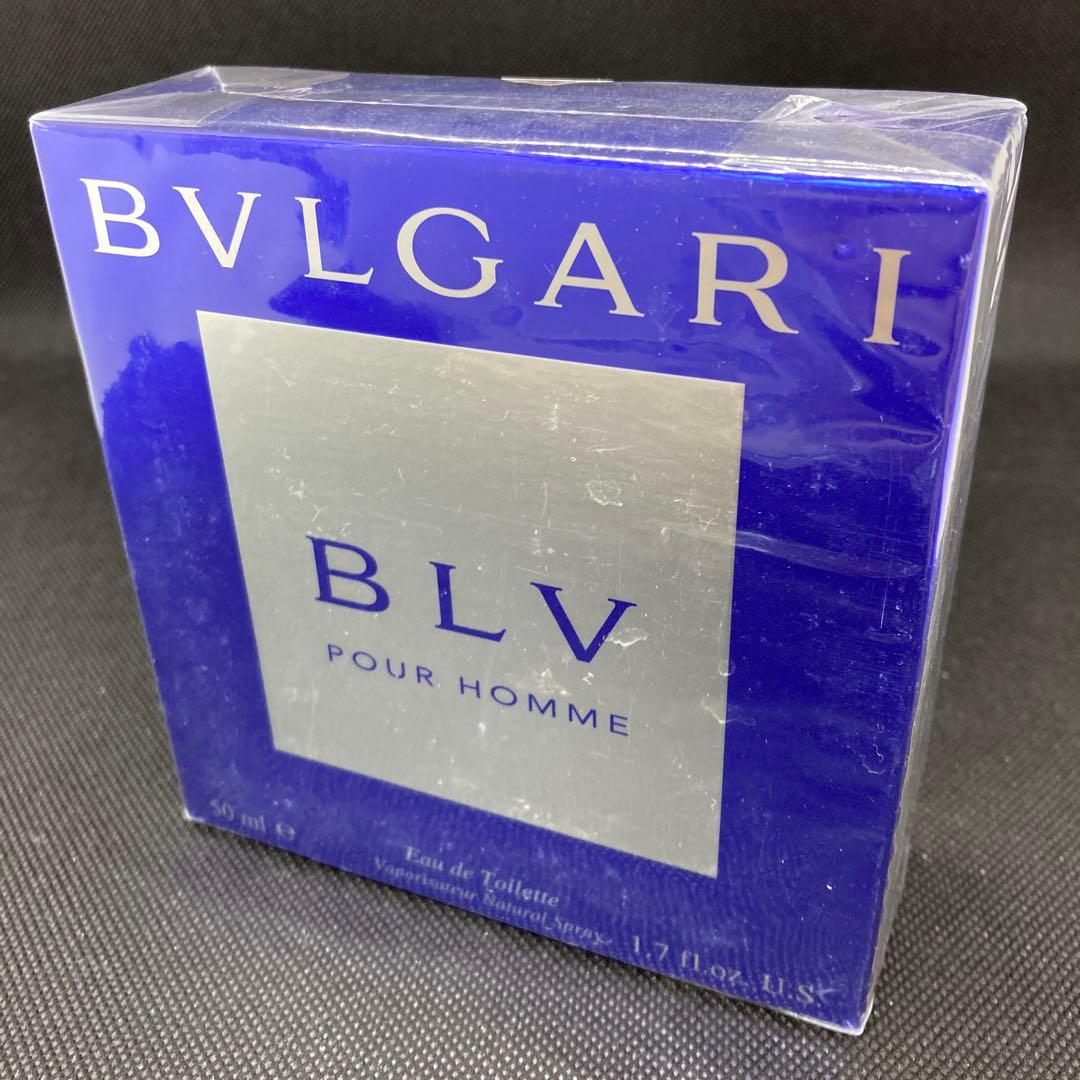 BVLGARI
BLV
POUR HOMME
50 ml ℮
Eau de Toilette
Vaporisateur Natural Spray
1.7 fl.oz. U.S.